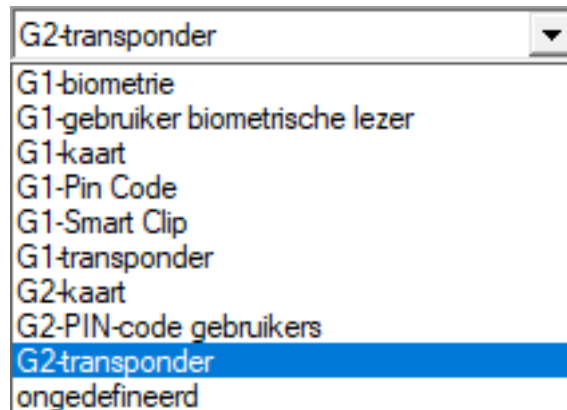 G2-transponder
G1-biometrie
G1-gebruiker biometrische lezer
G1-kaart
G1-Pin Code
G1-Smart Clip
G1-transponder
G2-kaart
G2-PIN-code gebruikers
G2-transponder
ongedefineerd